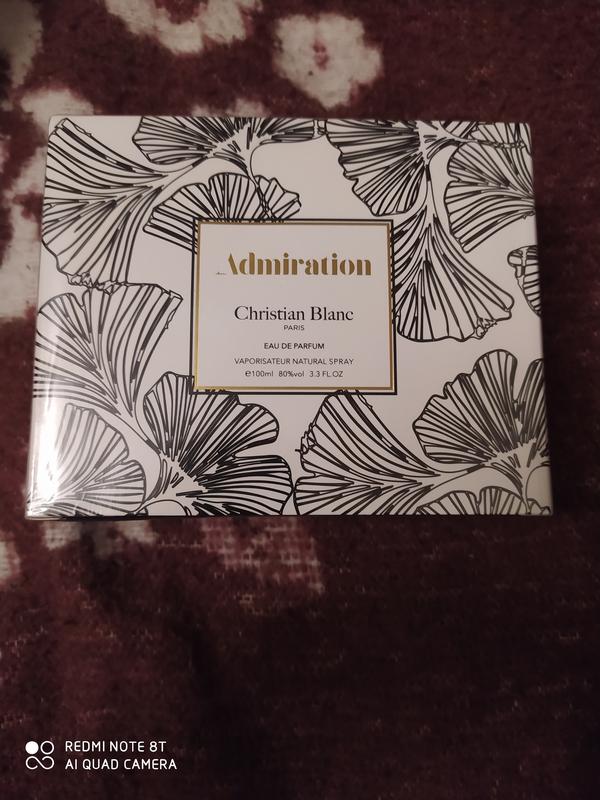 Admiration
Christian Blanc
PARIS
EAU DE PARFUM
VAPORISATEUR NATURAL SPRAY
℮100ml 80%vol 3.3 FL.OZ
REDMI NOTE 8T
AI QUAD CAMERA